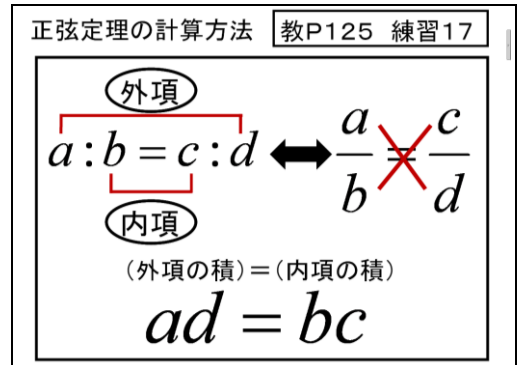 正弦定理の計算方法 教P125 練習17
外項
a:b=c:d ⟷ a/b = c/d
内項
(外項の積)=(内項の積)
ad = bc